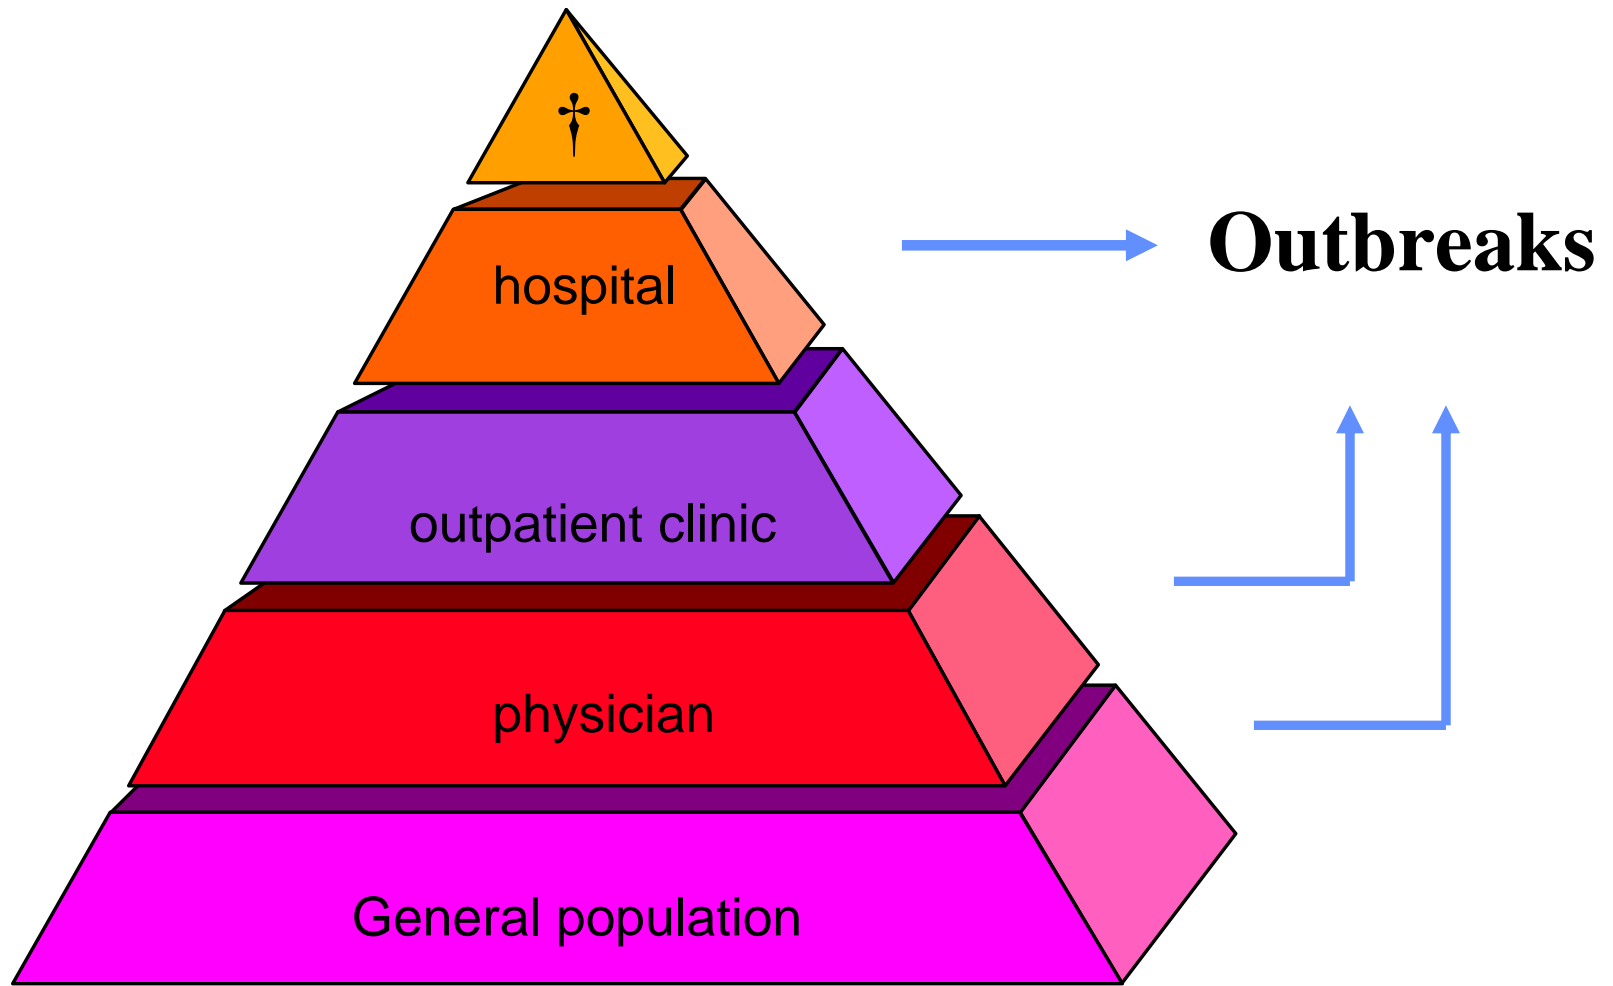 †
hospital
Outbreaks
outpatient clinic
physician
General population